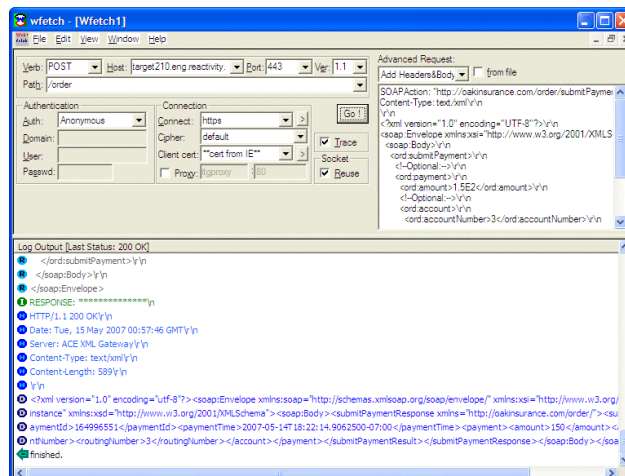 wfetch - [Wfetch1]
File Edit View Window Help
Verb: POST Host: target210.eng.reactivity. Port: 443 Ver: 1.1
Path: /order
Authentication
Auth: Anonymous
Domain:
User:
Passwd:
Connection
Connect: https >
Cipher: default
Client cert: **cert from IE** >
Proxy: itgproxy : 80
Go !
Trace
Socket
Reuse
Advanced Request:
Add Headers&Body from file
SOAPAction: "http://oakinsurance.com/order/submitPayme
Content-Type: text/xml\r\n
\r\n
<?xml version="1.0" encoding="UTF-8"?>\r\n
<soap:Envelope xmlns:xsi="http://www.w3.org/2001/XMLS
<soap:Body>\r\n
<ord:submitPayment>\r\n
<!--Optional:-->\r\n
<ord:payment>\r\n
<ord:amount>1.5E2</ord:amount>\r\n
<!--Optional:-->\r\n
<ord:account>\r\n
<ord:accountNumber>3</ord:accountNumber>\r\n
Log Output [Last Status: 200 OK]
R </ord:submitPayment>\r\n
R </soap:Body>\r\n
R </soap:Envelope>
I RESPONSE: **************\n
H HTTP/1.1 200 OK\r\n
H Date: Tue, 15 May 2007 00:57:46 GMT\r\n
H Server: ACE XML Gateway\r\n
H Content-Type: text/xml\r\n
H Content-Length: 589\r\n
H \r\n
D <?xml version="1.0" encoding="utf-8"?><soap:Envelope xmlns:soap="http://schemas.xmlsoap.org/soap/envelope/" xmlns:xsi="http://www.w3.org/
D instance" xmlns:xsd="http://www.w3.org/2001/XMLSchema"><soap:Body><submitPaymentResponse xmlns="http://oakinsurance.com/order/"><su
D aymentId>164996551</paymentId><paymentTime>2007-05-14T18:22:14.9062500-07:00</paymentTime><payment><amount>150</amount><
D ntNumber><routingNumber>3</routingNumber></account></payment></submitPaymentResult></submitPaymentResponse></soap:Body></soa
finished.